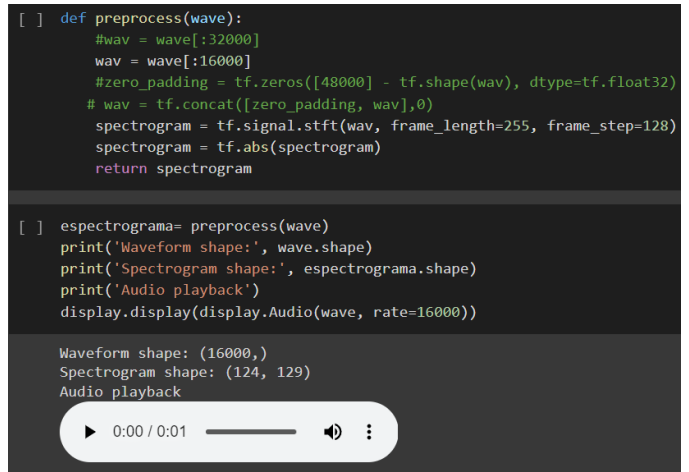 [ ] def preprocess(wave):
#wav = wave[:32000]
wav = wave[:16000]
#zero_padding = tf.zeros([48000] - tf.shape(wav), dtype=tf.float32)
# wav = tf.concat([zero_padding, wav],0)
spectrogram = tf.signal.stft(wav, frame_length=255, frame_step=128)
spectrogram = tf.abs(spectrogram)
return spectrogram
[ ] espectrograma= preprocess(wave)
print('Waveform shape:', wave.shape)
print('Spectrogram shape:', espectrograma.shape)
print('Audio playback')
display.display(display.Audio(wave, rate=16000))
Waveform shape: (16000,)
Spectrogram shape: (124, 129)
Audio playback
0:00 / 0:01